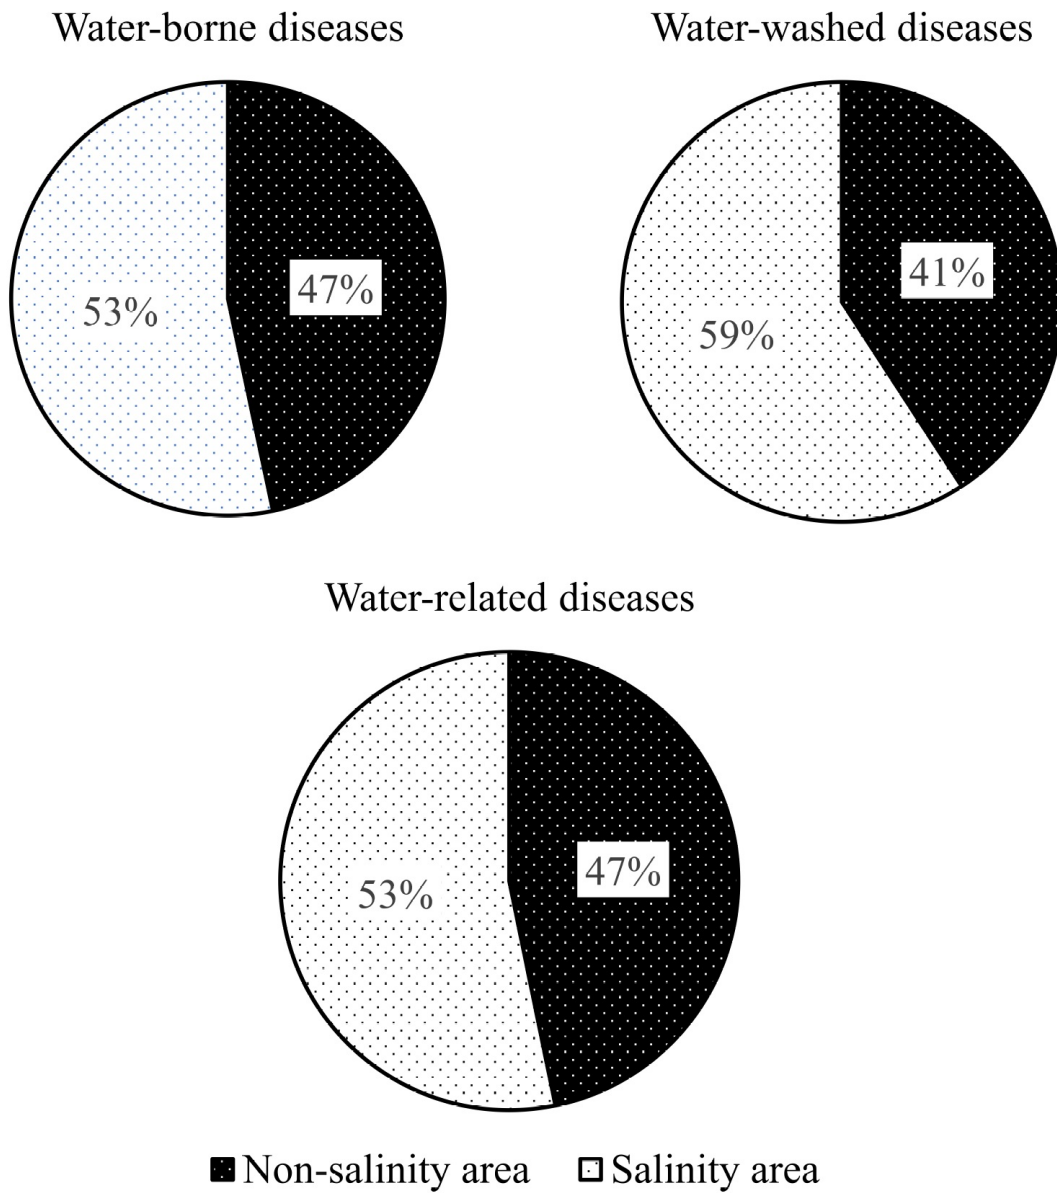 Water-borne diseases
Water-washed diseases
53%
47%
59%
41%
Water-related diseases
53%
47%
Non-salinity area
Salinity area